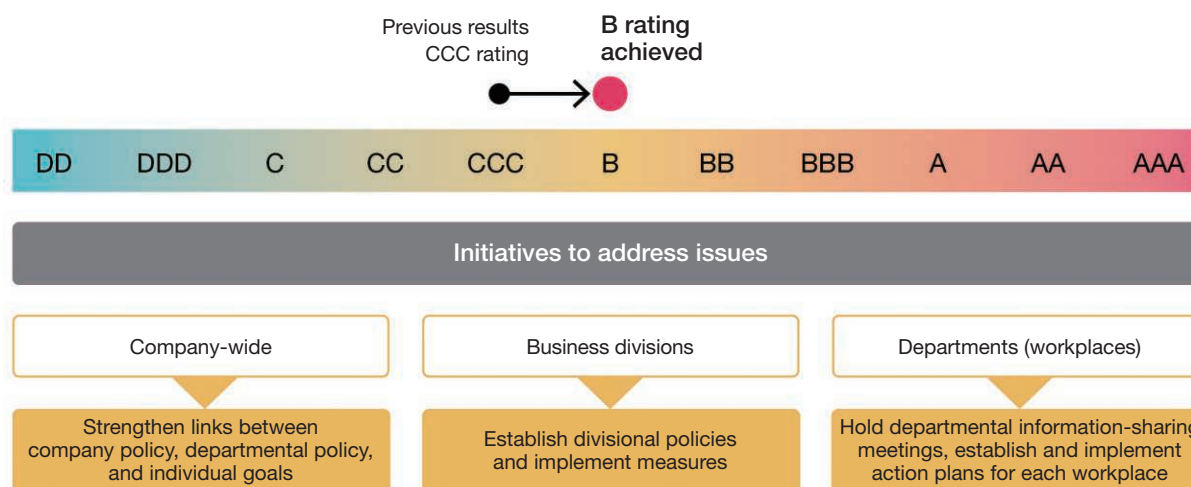 Previous results
CCC rating
B rating
achieved
DD DDD C CC CCC B BB BBB A AA AAA
Initiatives to address issues
Company-wide
Business divisions
Departments (workplaces)
Strengthen links between
company policy, departmental policy,
and individual goals
Establish divisional policies
and implement measures
Hold departmental information-sharing
meetings, establish and implement
action plans for each workplace